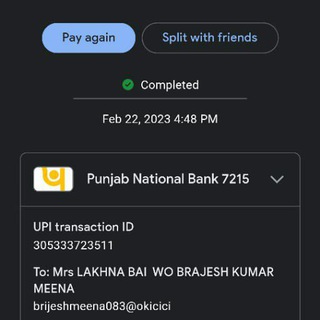 Pay again
Split with friends
Completed
Feb 22, 2023 4:48 PM
Punjab National Bank 7215
UPI transaction ID
305333723511
To: Mrs LAKHNA BAI WO BRAJESH KUMAR
MEENA
brijeshmeena083@okicici